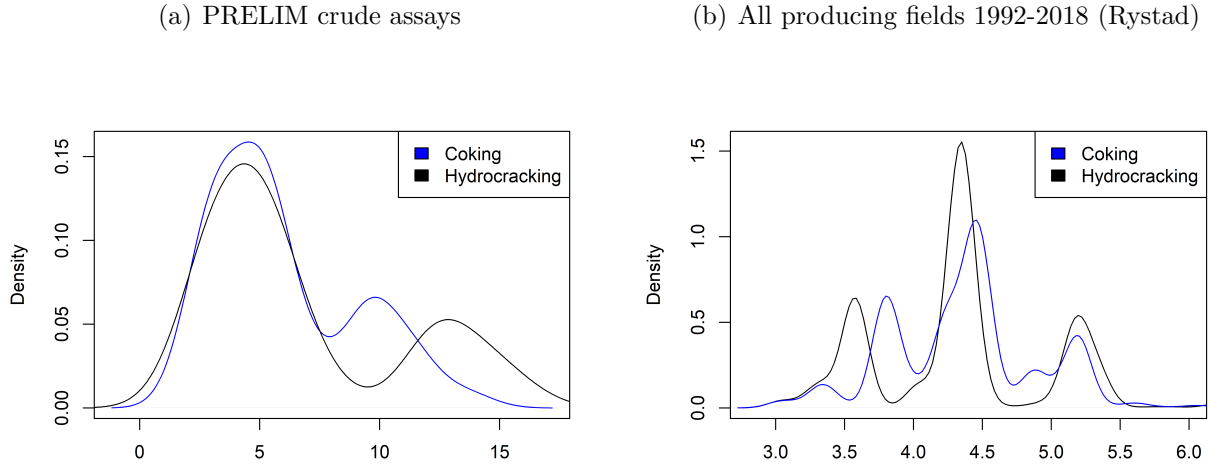 (a) PRELIM crude assays
(b) All producing fields 1992-2018 (Rystad)
Density
0.00 0.05 0.10 0.15
0 5 10 15
Coking
Hydrocracking
Density
0.0 0.5 1.0 1.5
3.0 3.5 4.0 4.5 5.0 5.5 6.0
Coking
Hydrocracking